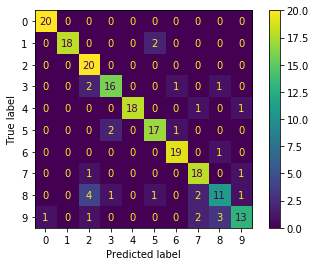 0 20 0 0 0 0 0 0 0 0 0 20.0
1 0 18 0 0 0 2 0 0 0 0 17.5
2 0 0 20 0 0 0 0 0 0 0 15.0
3 0 0 2 16 0 0 1 0 1 0
4 0 0 0 0 18 0 0 1 0 1 12.5
True label
5 0 0 0 2 0 17 1 0 0 0 10.0
6 0 0 0 0 0 0 19 0 1 0 7.5
7 0 0 1 0 0 0 0 18 0 1 5.0
8 0 0 4 1 0 1 0 2 11 1 2.5
9 1 0 1 0 0 0 0 2 3 13 0.0
0 1 2 3 4 5 6 7 8 9
Predicted label